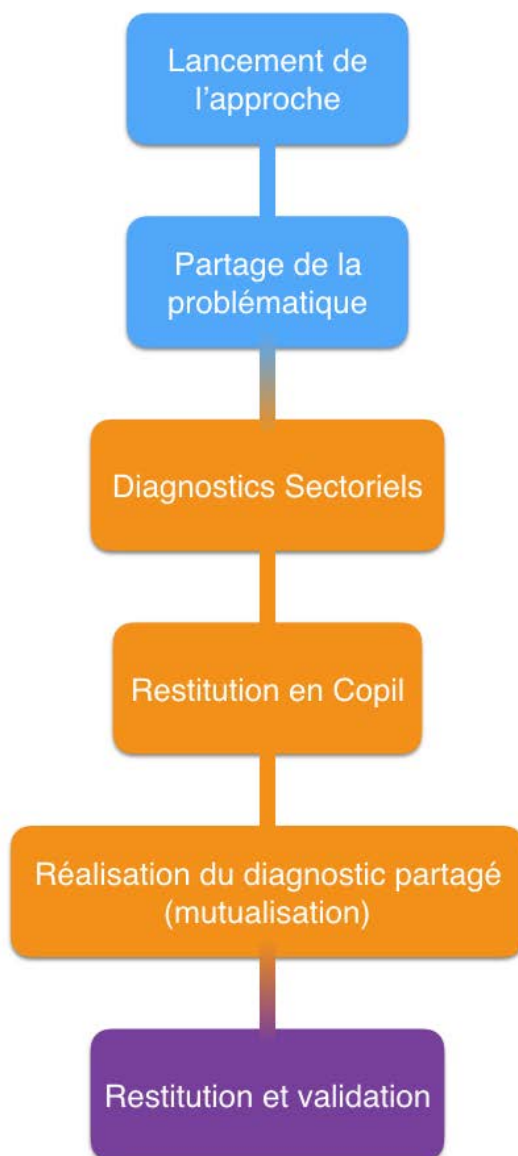 Lancement de
l'approche
Partage de la
problématique
Diagnostics Sectoriels
Restitution en Copil
Réalisation du diagnostic partagé
(mutualisation)
Restitution et validation